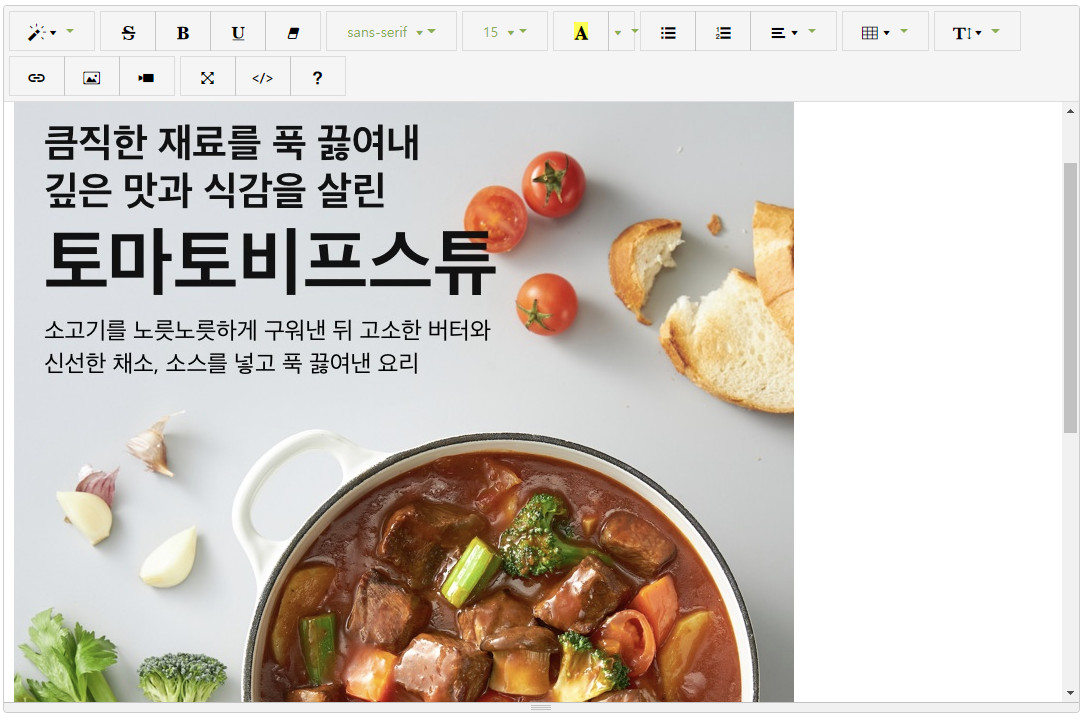 S B U sans-serif 15 A T
</> ?
큼직한 재료를 푹 끓여내
깊은 맛과 식감을 살린
토마토비프스튜
소고기를 노릇노릇하게 구워낸 뒤 고소한 버터와
신선한 채소, 소스를 넣고 푹 끓여낸 요리